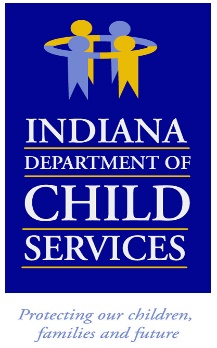 INDIANA
DEPARTMENT OF
CHILD
SERVICES
Protecting our children,
families and future